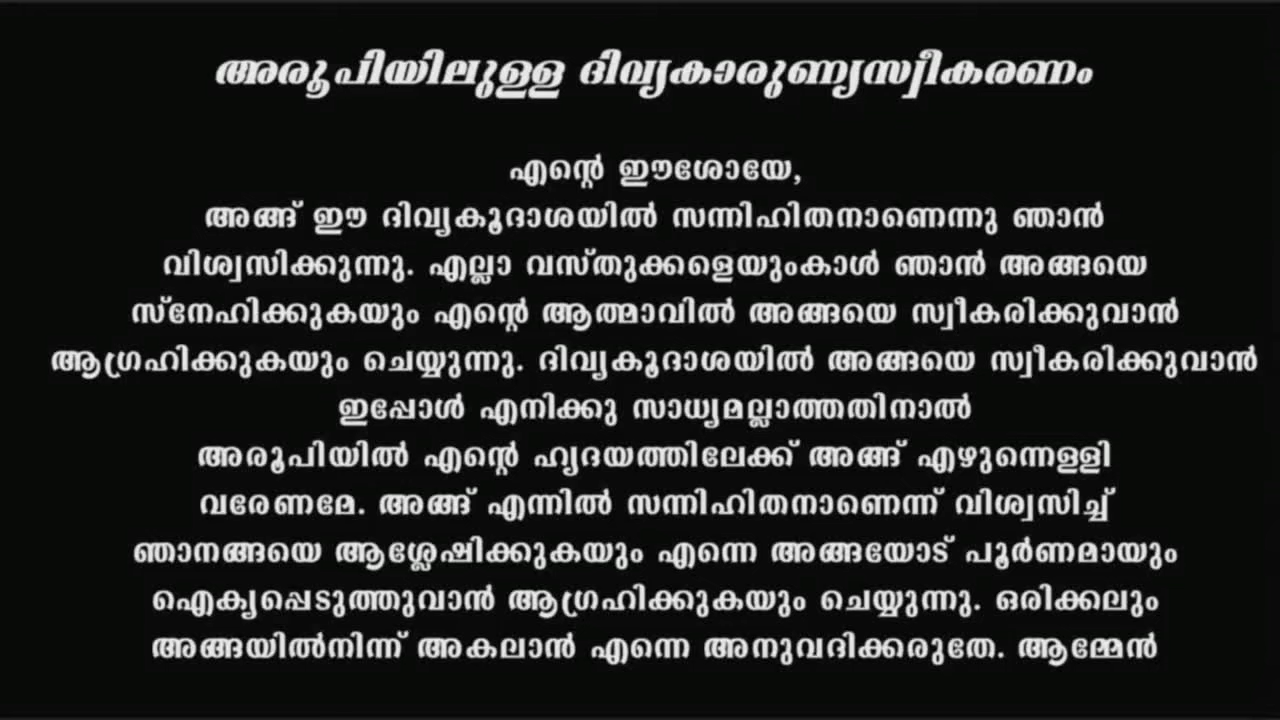 അരൂപിയിലുള്ള ദിവ്യകാരുണ്യസ്വീകരണം
എന്റെ ഈശോയേ,
അങ്ങ് ഈ ദിവ്യകൂദാശയിൽ സന്നിഹിതനാണെന്നു ഞാൻ
വിശ്വസിക്കുന്നു. എല്ലാ വസ്തുക്കളെയുംകാൾ ഞാൻ അങ്ങയെ
സ്നേഹിക്കുകയും എന്റെ ആത്മാവിൽ അങ്ങയെ സ്വീകരിക്കുവാൻ
ആഗ്രഹിക്കുകയും ചെയ്യുന്നു. ദിവ്യകൂദാശയിൽ അങ്ങയെ സ്വീകരിക്കുവാൻ
ഇപ്പോൾ എനിക്കു സാധ്യമല്ലാത്തതിനാൽ
അരൂപിയിൽ എന്റെ ഹൃദയത്തിലേക്ക് അങ്ങ് എഴുന്നെള്ളി
വരേണമേ. അങ്ങ് എന്നിൽ സന്നിഹിതനാണെന്ന് വിശ്വസിച്ച്
ഞാനങ്ങയെ ആശ്ലേഷിക്കുകയും എന്നെ അങ്ങയോട് പൂർണമായും
ഐക്യപ്പെടുത്തുവാൻ ആഗ്രഹിക്കുകയും ചെയ്യുന്നു. ഒരിക്കലും
അങ്ങയിൽനിന്ന് അകലാൻ എന്നെ അനുവദിക്കരുതേ. ആമ്മേൻ